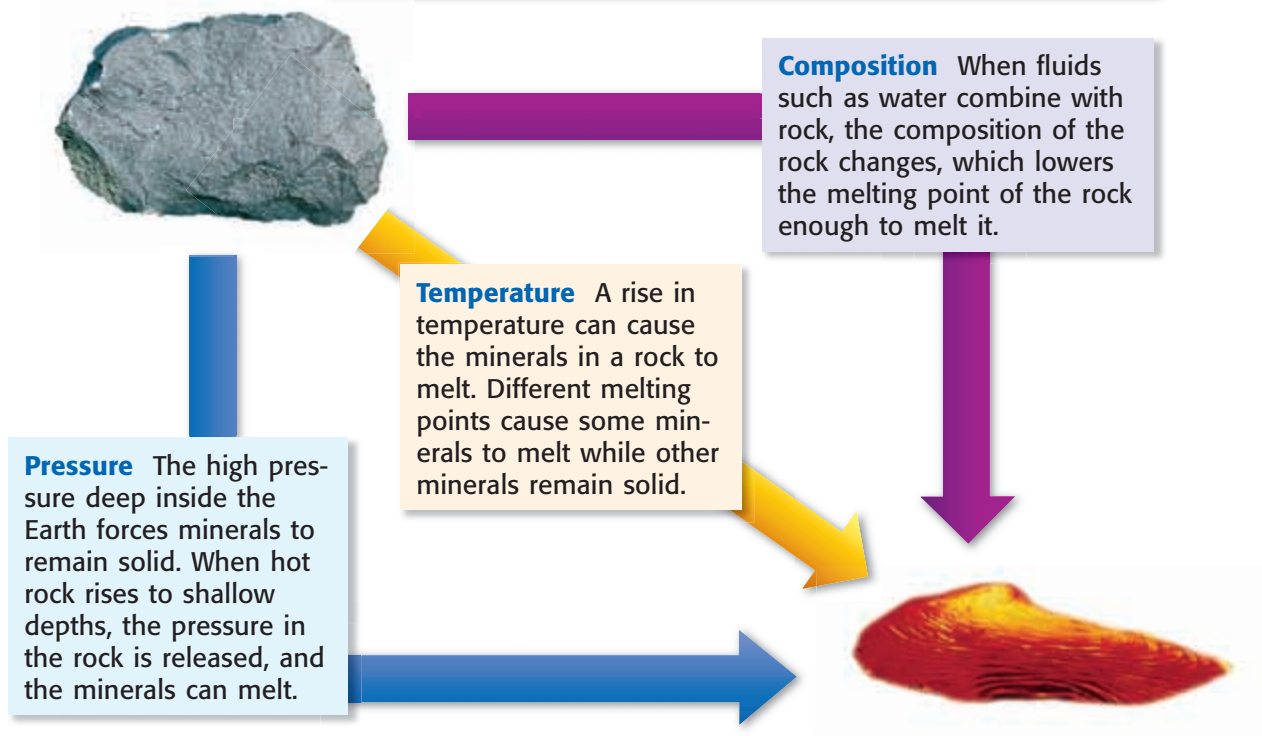 Composition When fluids
such as water combine with
rock, the composition of the
rock changes, which lowers
the melting point of the rock
enough to melt it.
Temperature A rise in
temperature can cause
the minerals in a rock to
melt. Different melting
points cause some min-
erals to melt while other
minerals remain solid.
Pressure The high pres-
sure deep inside the
Earth forces minerals to
remain solid. When hot
rock rises to shallow
depths, the pressure in
the rock is released, and
the minerals can melt.